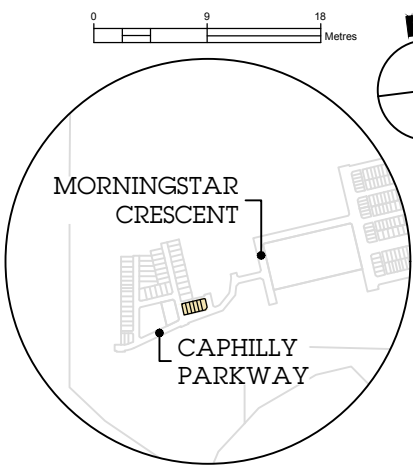 0 9 18
Metres
MORNINGSTAR
CRESCENT
CAPHILLY
PARKWAY